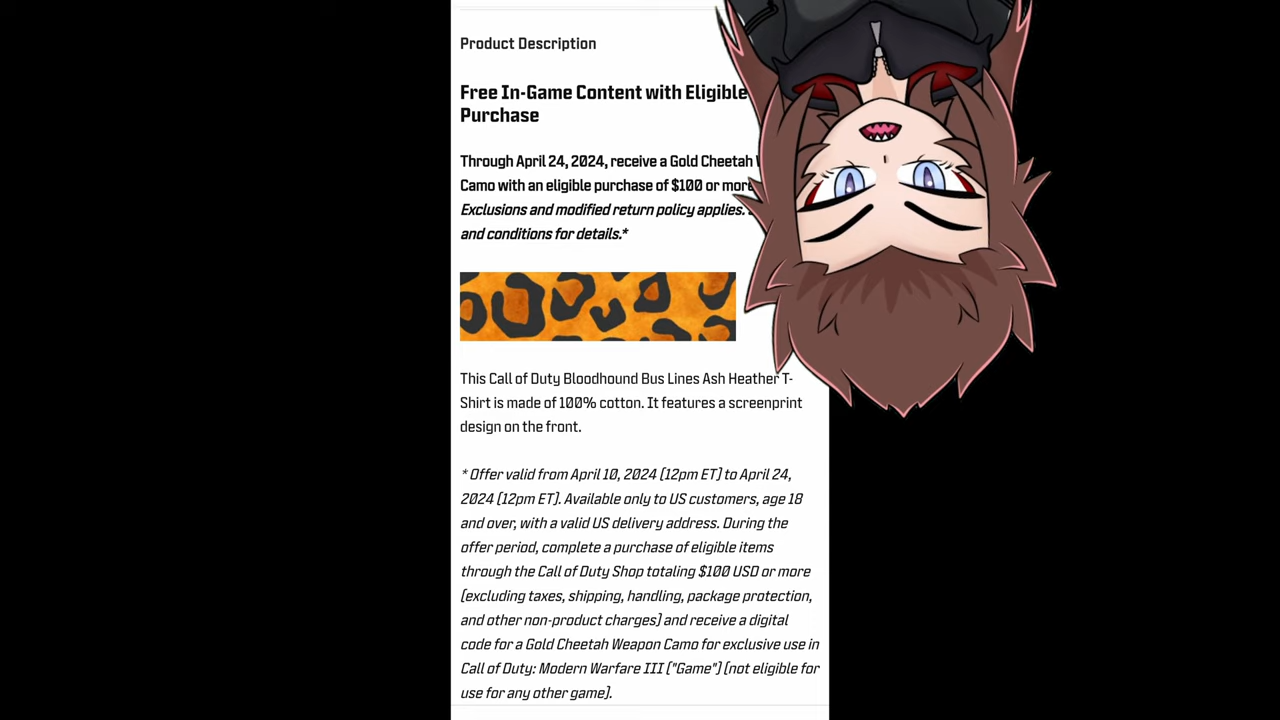 Product Description
Free In-Game Content with Eligible
Purchase
Through April 24, 2024, receive a Gold Cheetah
Camo with an eligible purchase of $100 or more
Exclusions and modified return policy applies.
and conditions for details.*
This Call of Duty Bloodhound Bus Lines Ash Heather T-
Shirt is made of 100% cotton. It features a screenprint
design on the front.
* Offer valid from April 10, 2024 (12pm ET) to April 24,
2024 (12pm ET). Available only to US customers, age 18
and over, with a valid US delivery address. During the
offer period, complete a purchase of eligible items
through the Call of Duty Shop totaling $100 USD or more
(excluding taxes, shipping, handling, package protection,
and other non-product charges) and receive a digital
code for a Gold Cheetah Weapon Camo for exclusive use in
Call of Duty: Modern Warfare III ("Game") (not eligible for
use for any other game).